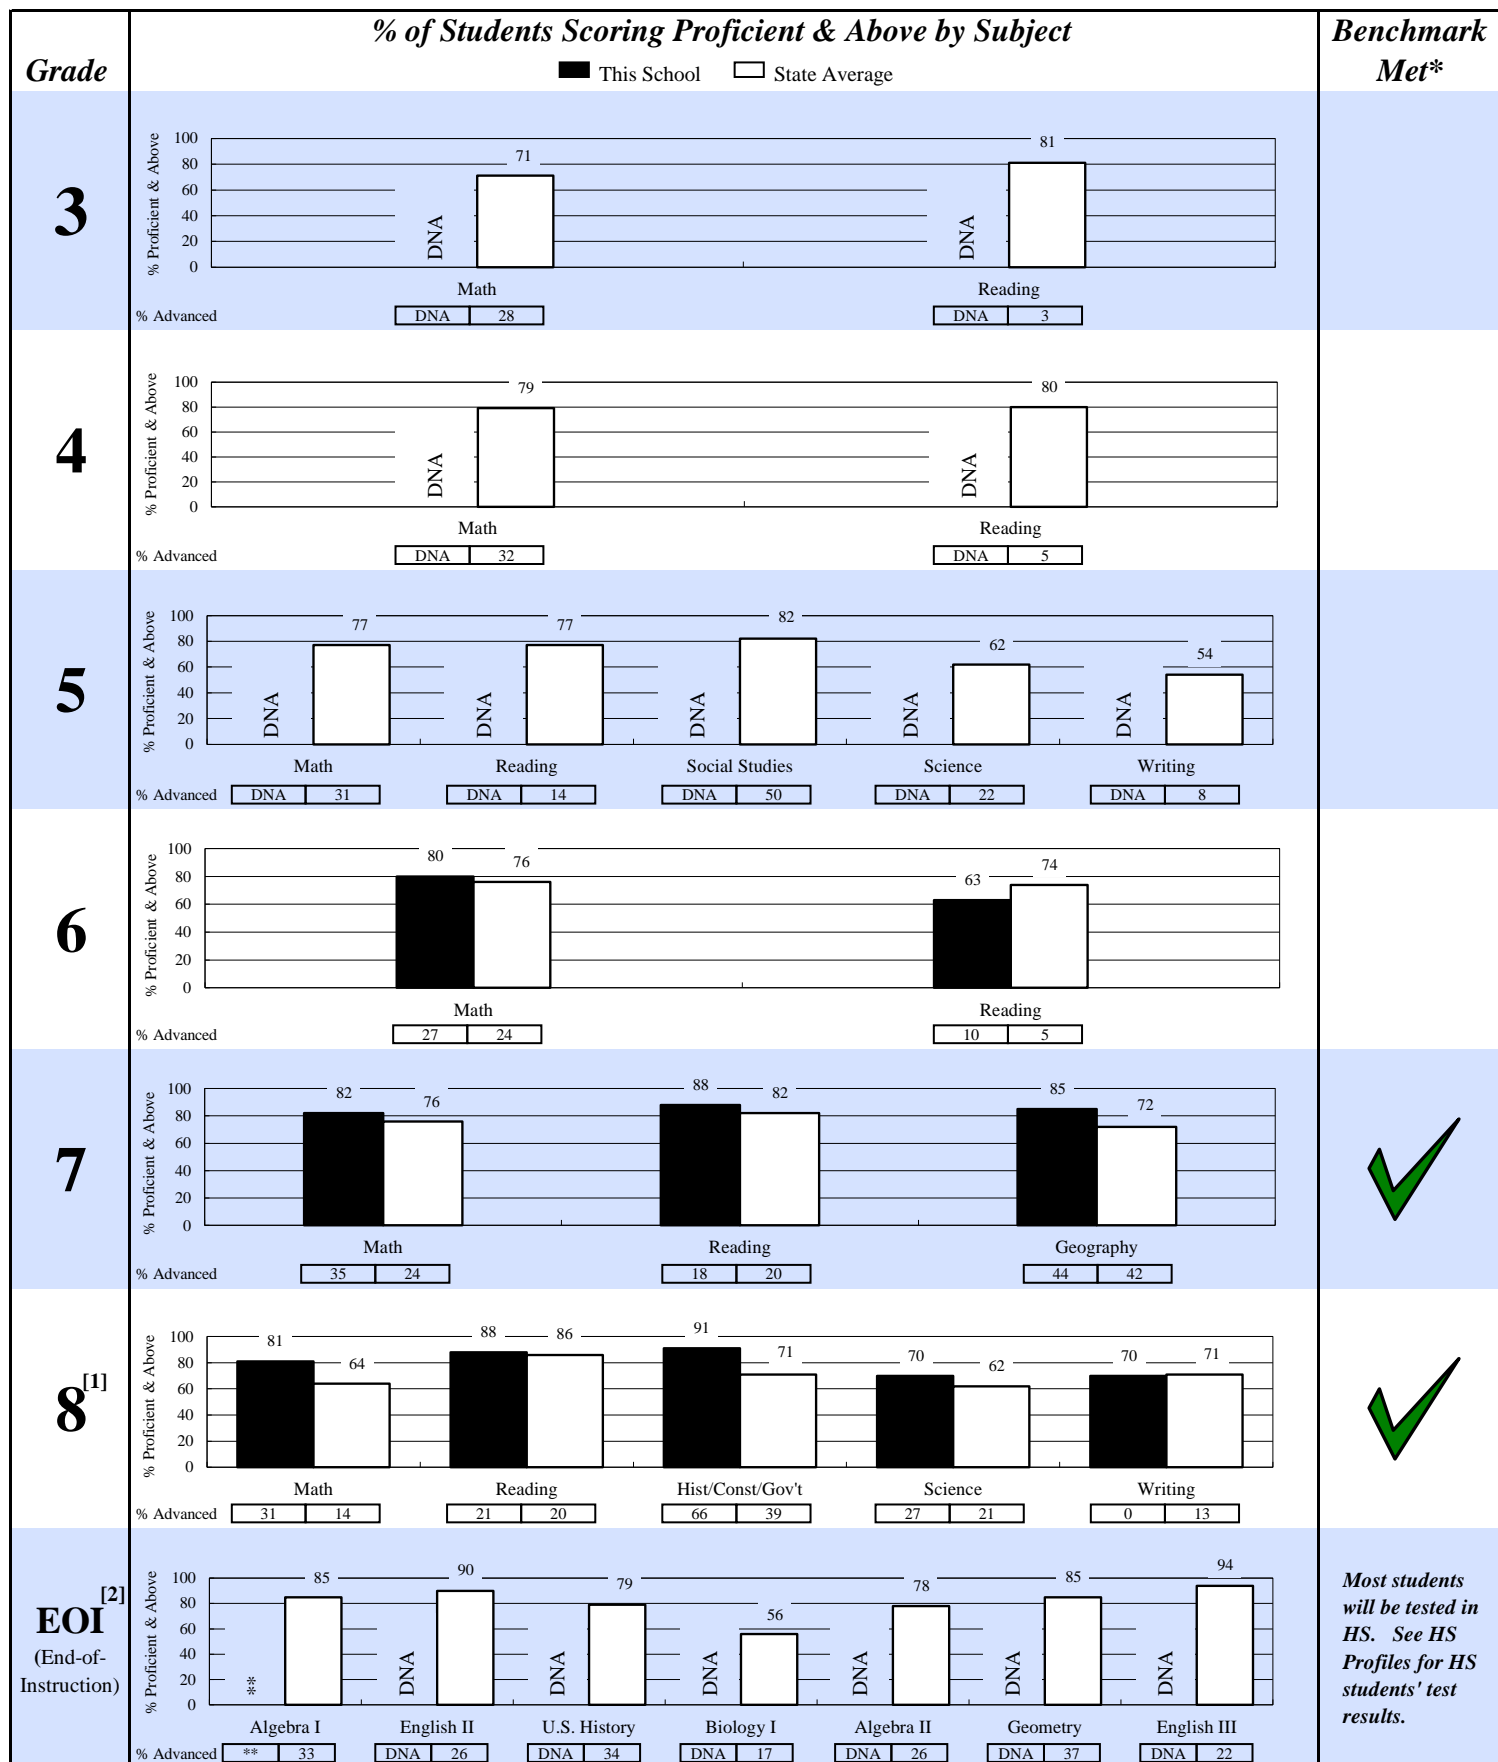 % of Students Scoring Proficient & Above by Subject
Benchmark
Met*
Grade
This School State Average
3
% Proficient & Above
100
80
60
40
20
0
DNA 71 DNA 81
Math Reading
% Advanced DNA 28 DNA 3
4
% Proficient & Above
100
80
60
40
20
0
DNA 79 DNA 80
Math Reading
% Advanced DNA 32 DNA 5
5
% Proficient & Above
100
80
60
40
20
0
DNA 77 DNA 77 DNA 82 DNA 62 DNA 54
Math Reading Social Studies Science Writing
% Advanced DNA 31 DNA 14 DNA 50 DNA 22 DNA 8
6
% Proficient & Above
100
80
60
40
20
0
80 76 63 74
Math Reading
% Advanced 27 24 10 5
7
% Proficient & Above
100
80
60
40
20
0
82 76 88 82 85 72
Math Reading Geography
% Advanced 35 24 18 20 44 42
8[1]
% Proficient & Above
100
80
60
40
20
0
81 64 88 86 91 71 70 62 70 71
Math Reading Hist/Const/Gov't Science Writing
% Advanced 31 14 21 20 66 39 27 21 0 13
EOI[2]
(End-of-
Instruction)
% Proficient & Above
100
80
60
40
20
0
** 85 DNA 90 DNA 79 DNA 56 DNA 78 DNA 85 DNA 94
Algebra I English II U.S. History Biology I Algebra II Geometry English III
% Advanced ** 33 DNA 26 DNA 34 DNA 17 DNA 26 DNA 37 DNA 22
Most students
will be tested in
HS. See HS
Profiles for HS
students' test
results.